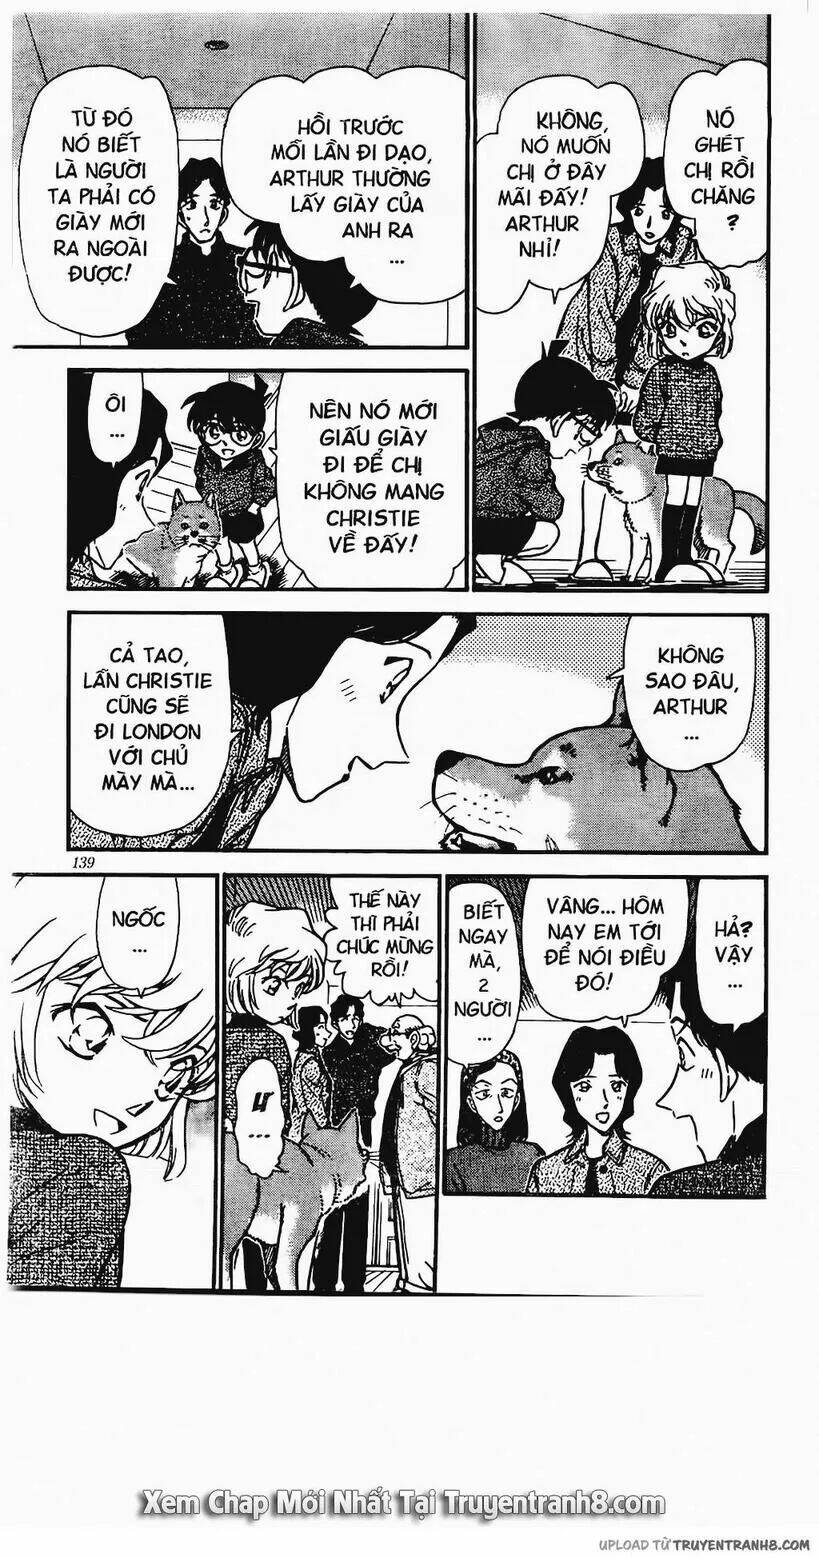 NÓ
GHÉT
CHỊ RỒI
CHĂNG
?
KHÔNG,
NÓ MUỐN
CHỊ Ở ĐÂY
MÃI ĐẤY!
ARTHUR
NHỈ!
HỒI TRƯỚC
MỖI LẦN ĐI DẠO,
ARTHUR THƯỜNG
LẤY GIÀY CỦA
ANH RA
...
TỪ ĐÓ
NÓ BIẾT
LÀ NGƯỜI
TA PHẢI CÓ
GIÀY MỚI
RA NGOÀI
ĐƯỢC!
NÊN NÓ MỚI
GIẤU GIÀY
ĐI ĐỂ CHỊ
KHÔNG MANG
CHRISTIE
VỀ ĐẤY!
ÔI
...
KHÔNG
SAO ĐÂU,
ARTHUR
...
CẢ TAO,
LẪN CHRISTIE
CŨNG SẼ
ĐI LONDON
VỚI CHỦ
MÀY MÀ...
139
HẢ?
VẬY
...
VÂNG... HÔM
NAY EM TỚI
ĐỂ NÓI ĐIỀU
ĐÓ!
BIẾT
NGAY
MÀ,
2
NGƯỜI
...
THẾ NÀY
THÌ PHẢI
CHÚC MỪNG
RỒI!
Ư
...
NGỐC
...
Xem Chap Mới Nhất Tại Truyentranh8.com
UPLOAD TỪ TRUYENTRANH8.COM